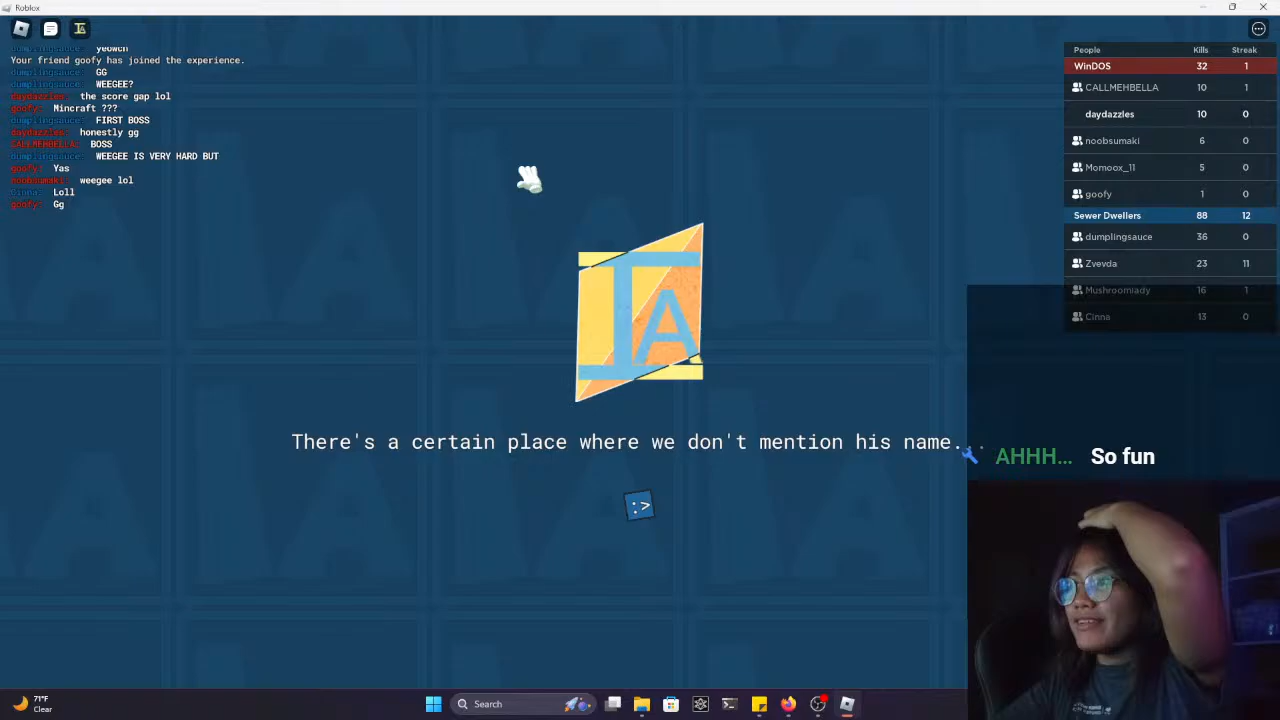 Roblox
dumplingsauce: yeowch
Your friend goofy has joined the experience.
dumplingsauce: GG
dumplingsauce: WEEGEE?
daydazzles: the score gap lol
goofy: Mincraft ???
dumplingsauce: FIRST BOSS
daydazzles: honestly gg
CALLMEHBELLA: BOSS
dumplingsauce: WEEGEE IS VERY HARD BUT
goofy: Yas
noobsumaki: weegee lol
Cinna: Loll
goofy: Gg
People Kills Streak
WinDOS 32 1
CALLMEHBELLA 10 1
daydazzles 10 0
noobsumaki 6 0
Momoox_11 5 0
goofy 1 0
Sewer Dwellers 88 12
dumplingsauce 36 0
Zvevda 23 11
Mushroomiady 16 1
Cinna 13 0
IA
There's a certain place where we don't mention his name...
:>
AHHH... So fun
71°F
Clear
Search